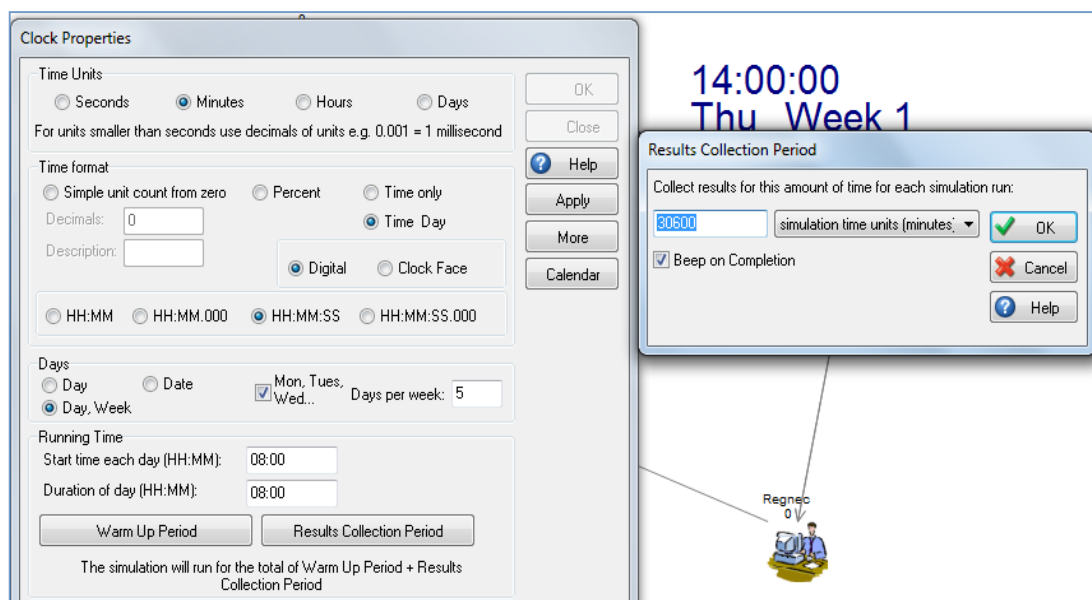 Clock Properties
Time Units
Seconds
Minutes
Hours
Days
For units smaller than seconds use decimals of units e.g. 0.001 = 1 millisecond
Time format
Simple unit count from zero
Percent
Time only
Decimals:
0
Time Day
Description:
Digital
Clock Face
HH:MM
HH:MM.000
HH:MM:SS
HH:MM:SS.000
Days
Day
Date
Mon, Tues,
Wed...
Days per week:
5
Day, Week
Running Time
Start time each day (HH:MM):
08:00
Duration of day (HH:MM):
08:00
Warm Up Period
Results Collection Period
The simulation will run for the total of Warm Up Period + Results
Collection Period
OK
Close
Help
Apply
More
Calendar
14:00:00
Thu Week 1
Results Collection Period
Collect results for this amount of time for each simulation run:
30600
simulation time units (minutes)
OK
Beep on Completion
Cancel
Help
Regnec
0